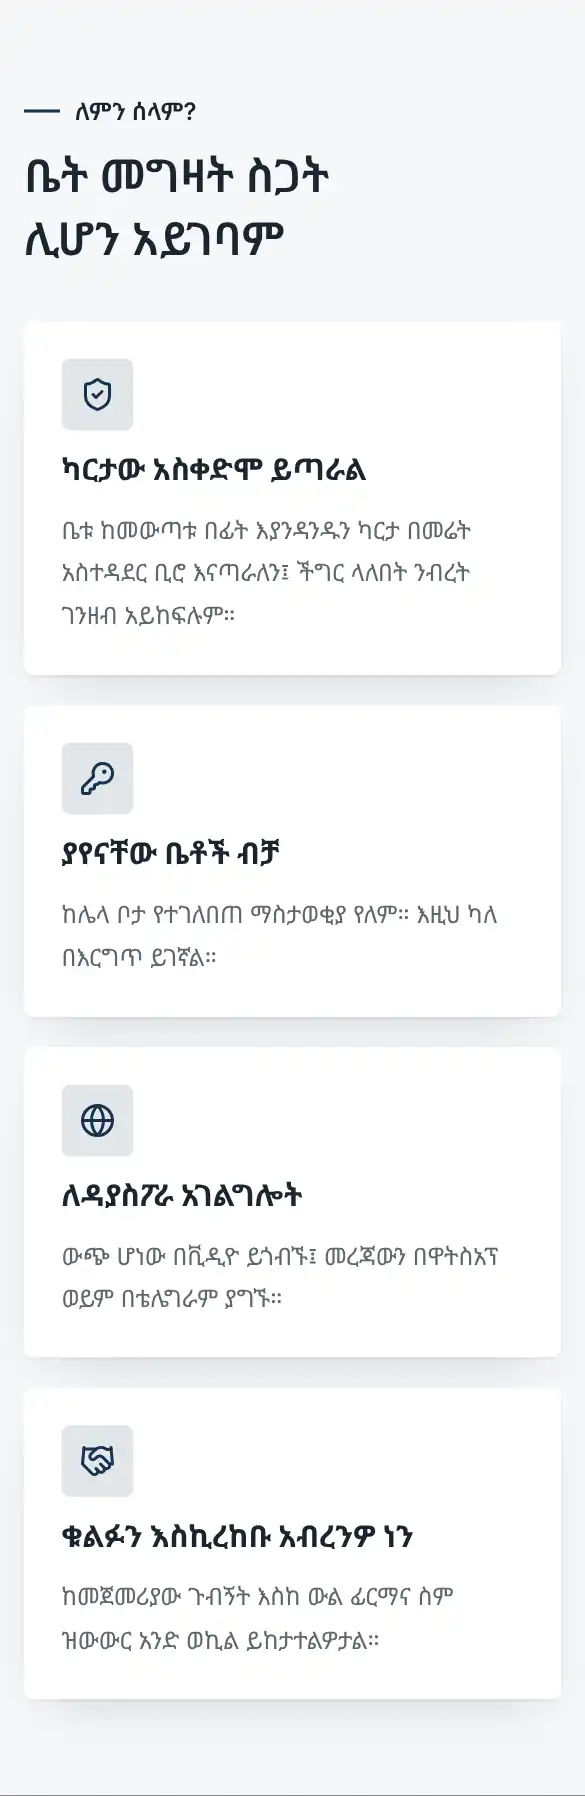 ለምን ሰላም?
ቤት መግዛት ስጋት
ሊሆን አይገባም
ካርታው አስቀድሞ ይጣራል
ቤቱ ከመውጣቱ በፊት እያንዳንዱን ካርታ በመሬት
አስተዳደር ቢሮ እናጣራለን፤ ችግር ላለበት ንብረት
ገንዘብ አይከፍሉም።
ያየናቸው ቤቶች ብቻ
ከሌላ ቦታ የተገለበጠ ማስታወቂያ የለም። እዚህ ካለ
በእርግጥ ይገኛል።
ለዳያስፖራ አገልግሎት
ውጭ ሆነው በቪዲዮ ይጎብኙ፤ መረጃውን በዋትስአፕ
ወይም በቴሌግራም ያግኙ።
ቁልፉን እስኪረከቡ አብረንዎ ነን
ከመጀመሪያው ጉብኝት እስከ ውል ፊርማና ስም
ዝውውር አንድ ወኪል ይከታተልዎታል።